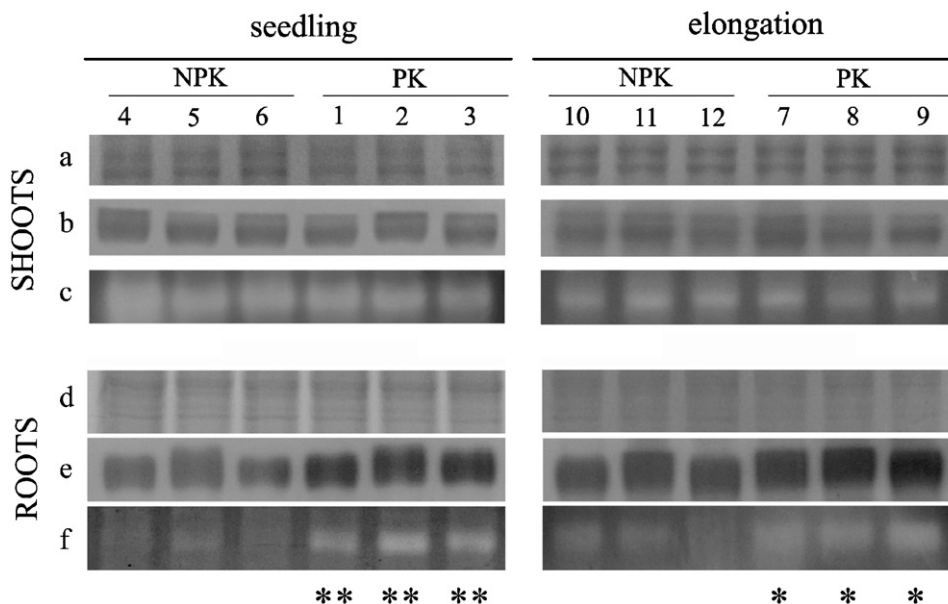 seedling elongation
NPK PK NPK PK
4 5 6 1 2 3 10 11 12 7 8 9
SHOOTS
a
b
c
ROOTS
d
e
f
** ** ** * * *